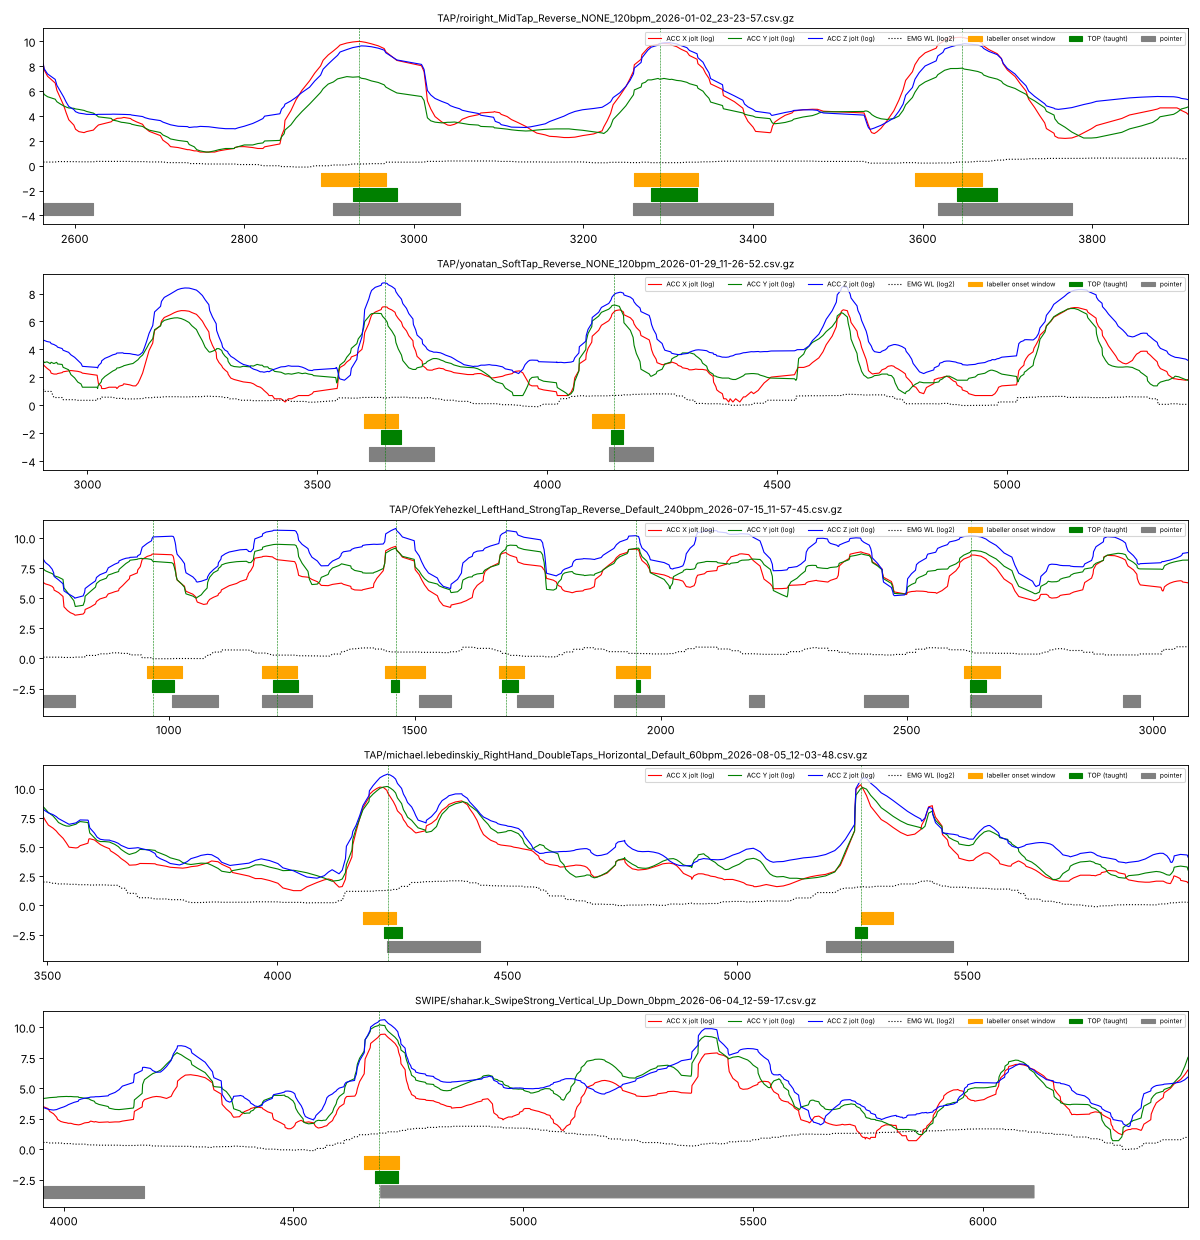 TAP/roiright_MidTap_Reverse_NONE_120bpm_2026-01-02_23-23-57.csv.gz
ACC X jolt (log) ACC Y jolt (log) ACC Z jolt (log) EMG WL (log2) labeller onset window TOP (taught) pointer
10
8
6
4
2
0
−2
−4
2600 2800 3000 3200 3400 3600 3800
TAP/yonatan_SoftTap_Reverse_NONE_120bpm_2026-01-29_11-26-52.csv.gz
ACC X jolt (log) ACC Y jolt (log) ACC Z jolt (log) EMG WL (log2) labeller onset window TOP (taught) pointer
8
6
4
2
0
−2
−4
3000 3500 4000 4500 5000
TAP/OfekYehezkel_LeftHand_StrongTap_Reverse_Default_240bpm_2026-07-15_11-57-45.csv.gz
ACC X jolt (log) ACC Y jolt (log) ACC Z jolt (log) EMG WL (log2) labeller onset window TOP (taught) pointer
10.0
7.5
5.0
2.5
0.0
−2.5
1000 1500 2000 2500 3000
TAP/michael.lebedinskiy_RightHand_DoubleTaps_Horizontal_Default_60bpm_2026-08-05_12-03-48.csv.gz
ACC X jolt (log) ACC Y jolt (log) ACC Z jolt (log) EMG WL (log2) labeller onset window TOP (taught) pointer
10.0
7.5
5.0
2.5
0.0
−2.5
3500 4000 4500 5000 5500
SWIPE/shahar.k_SwipeStrong_Vertical_Up_Down_0bpm_2026-06-04_12-59-17.csv.gz
ACC X jolt (log) ACC Y jolt (log) ACC Z jolt (log) EMG WL (log2) labeller onset window TOP (taught) pointer
10.0
7.5
5.0
2.5
0.0
−2.5
4000 4500 5000 5500 6000